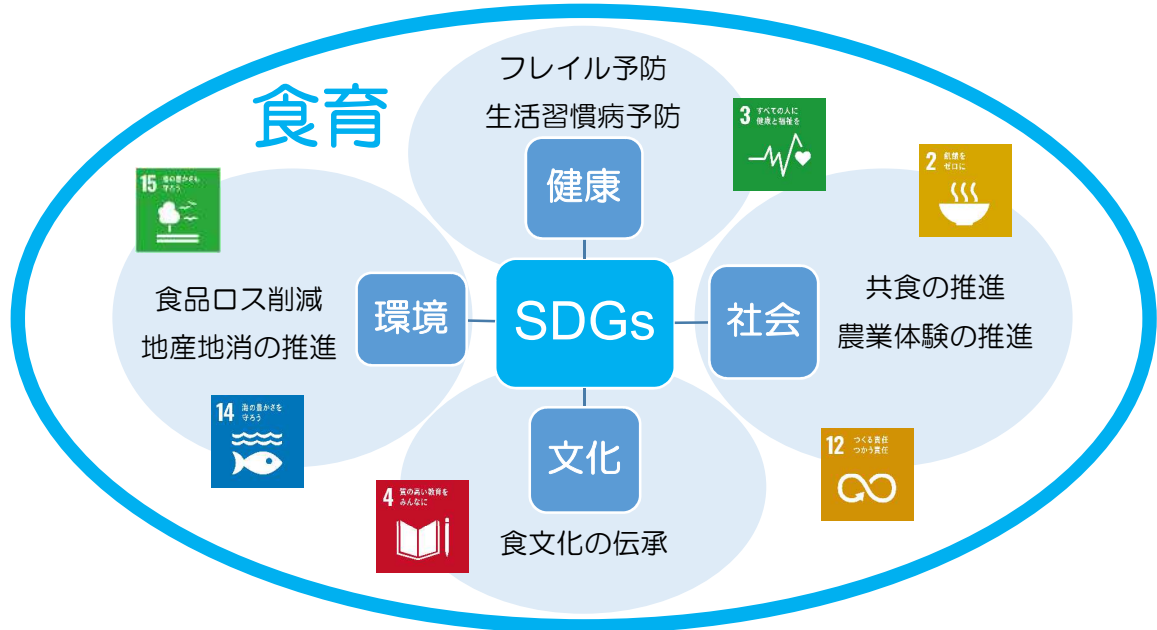 食育
フレイル予防
生活習慣病予防
健康
3 すべての人に
健康と福祉を
2 飢餓を
ゼロに
15 陸の豊かさも
守ろう
食品ロス削減
地産地消の推進
環境
SDGs
社会
共食の推進
農業体験の推進
14 海の豊かさを
守ろう
文化
食文化の伝承
4 質の高い教育を
みんなに
12 つくる責任
つかう責任